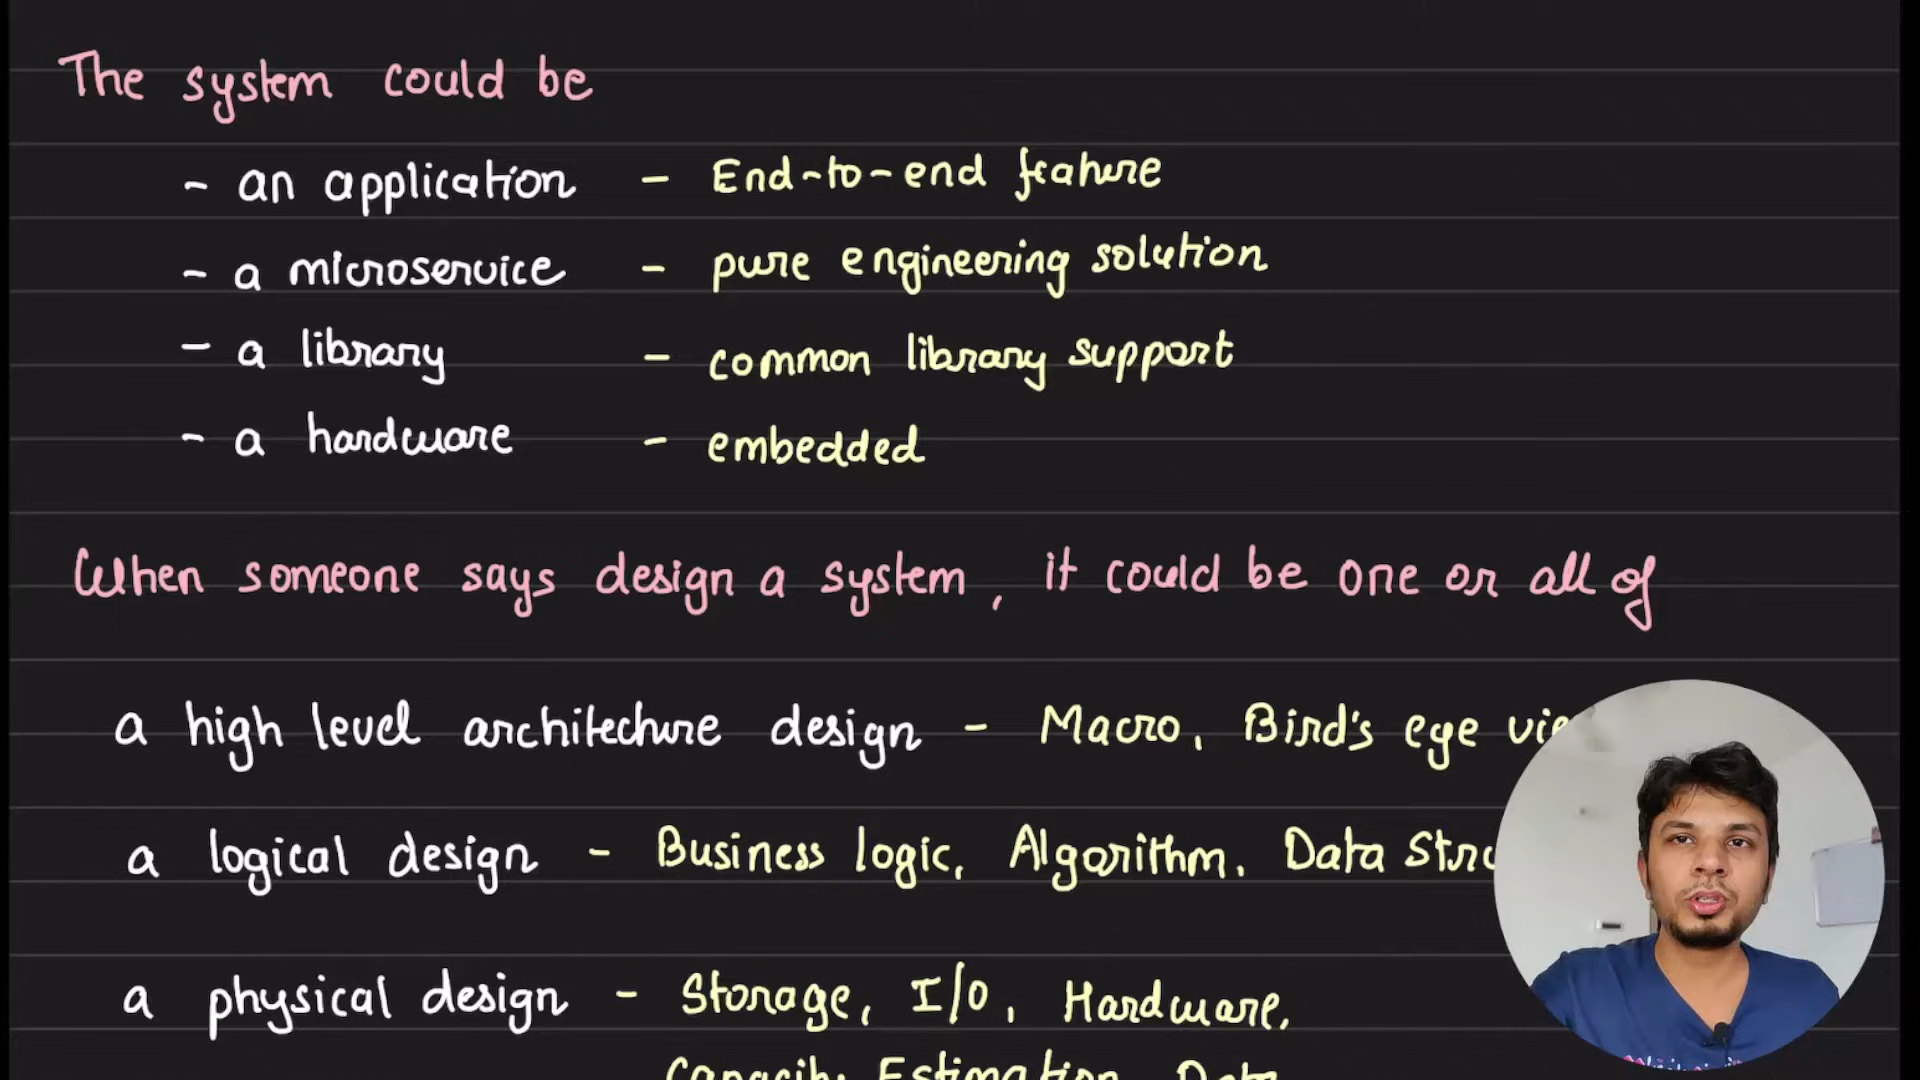 The system could be
- an application - End-to-end feature
- a microservice - pure engineering solution
- a library - common library support
- a hardware - embedded
When someone says design a system, it could be one or all of
a high level architecture design - Macro, Bird's eye
a logical design - Business logic, Algorithm, Data
a physical design - Storage, I/O, Hardware,
Estimation